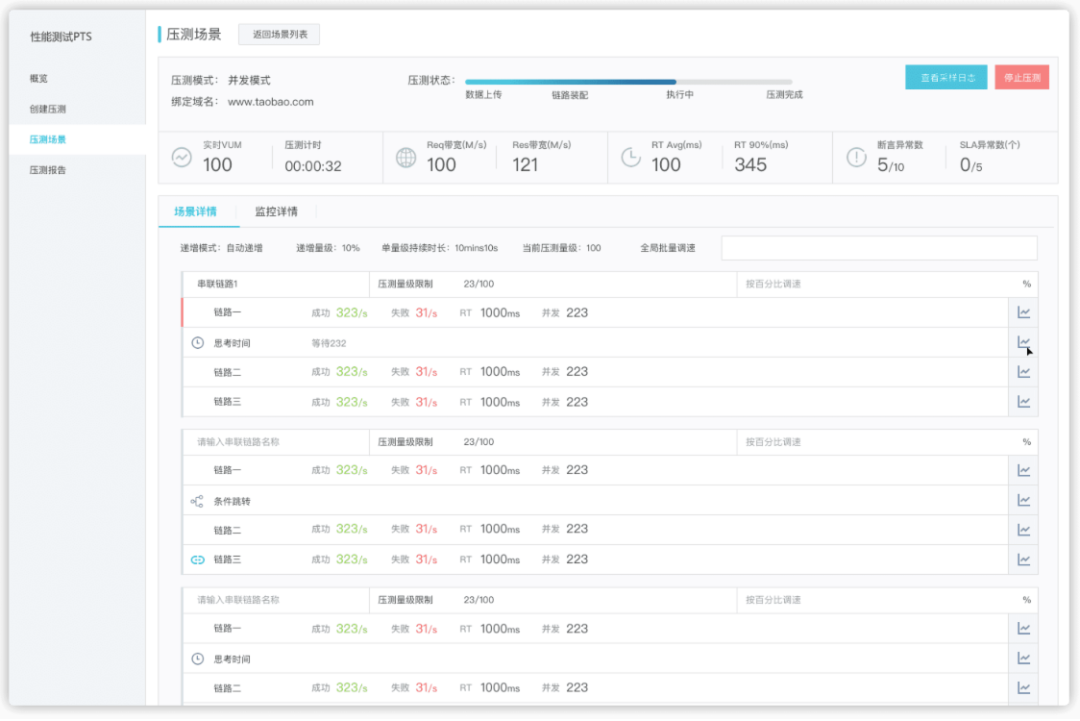 性能测试PTS
概览
创建压测
压测场景
压测报告
压测场景 返回场景列表
压测模式： 并发模式 压测状态： 查看采样日志 停止压测
数据上传 链路装配 执行中 压测完成
绑定域名： www.taobao.com
实时VUM 压测计时 Req带宽(M/s) Res带宽(M/s) RT Avg(ms) RT 90%(ms) 断言异常数 SLA异常数(个)
100 00:00:32 100 121 100 345 5/10 0/5
场景详情 监控详情
递增模式：自动递增 递增量级：10% 单量级持续时长：10mins10s 当前压测量级：100 全局批量调速
串联链路1 压测量级限制 23/100 按百分比调速 %
链路一 成功 323/s 失败 31/s RT 1000ms 并发 223
思考时间 等待232
链路二 成功 323/s 失败 31/s RT 1000ms 并发 223
链路三 成功 323/s 失败 31/s RT 1000ms 并发 223
请输入串联链路名称 压测量级限制 23/100 按百分比调速 %
链路一 成功 323/s 失败 31/s RT 1000ms 并发 223
条件跳转
链路二 成功 323/s 失败 31/s RT 1000ms 并发 223
链路三 成功 323/s 失败 31/s RT 1000ms 并发 223
请输入串联链路名称 压测量级限制 23/100 按百分比调速 %
链路一 成功 323/s 失败 31/s RT 1000ms 并发 223
思考时间
链路二 成功 323/s 失败 31/s RT 1000ms 并发 223